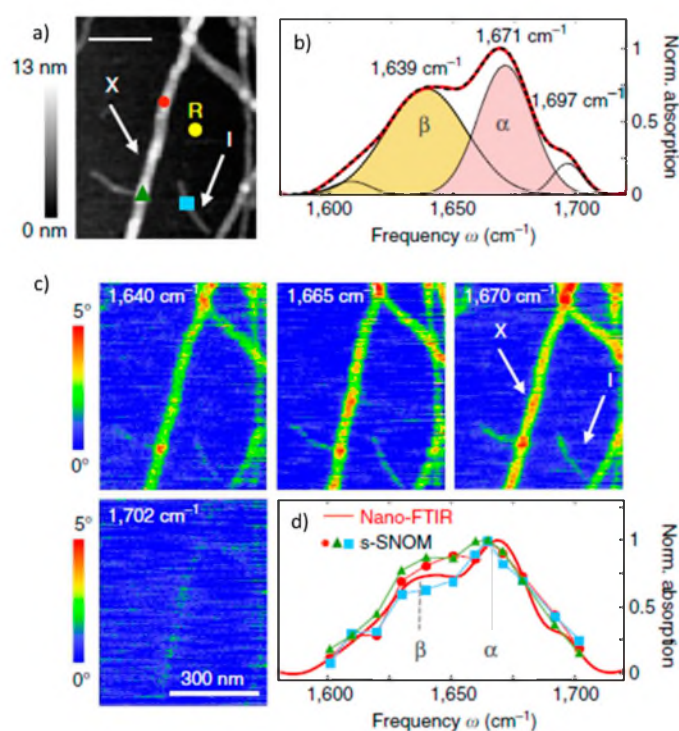 a)
13 nm
0 nm
X
R
I
b)
1,639 cm⁻¹
1,671 cm⁻¹
1,697 cm⁻¹
β
α
1
0.5
0
Norm. absorption
1,600
1,650
1,700
Frequency ω (cm⁻¹)
c)
5°
0°
1,640 cm⁻¹
1,665 cm⁻¹
1,670 cm⁻¹
X
I
5°
0°
1,702 cm⁻¹
300 nm
d)
Nano-FTIR
s-SNOM
β
α
1
0.5
0
Norm. absorption
1,600
1,650
1,700
Frequency ω (cm⁻¹)